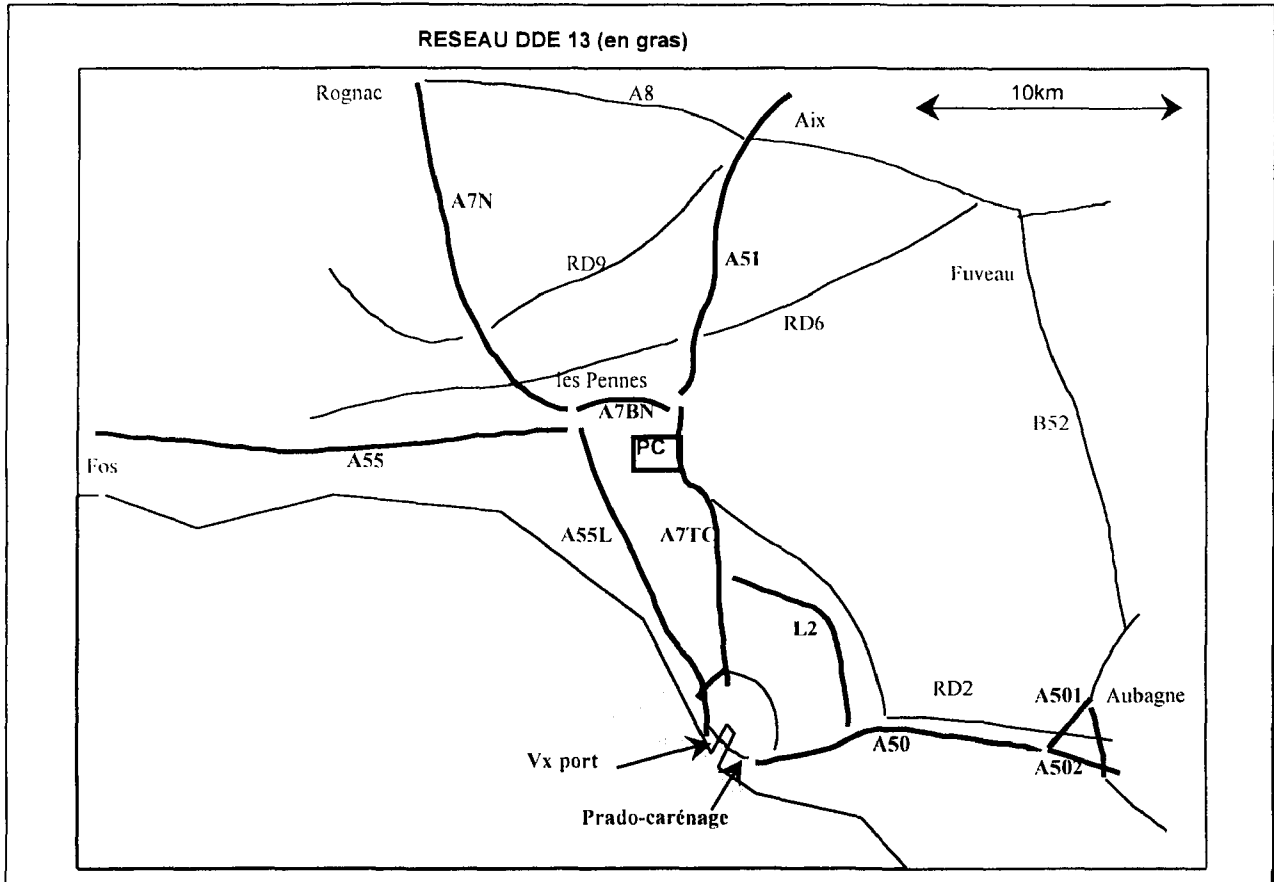 RESEAU DDE 13 (en gras)
Rognac
A8
10km
Aix
A7N
RD9
A51
Fuveau
RD6
les Pennes
A7BN
B52
PC
A55
Fos
A55L
A7TC
L2
RD2
A501
Aubagne
A50
A502
Vx port
Prado-carénage